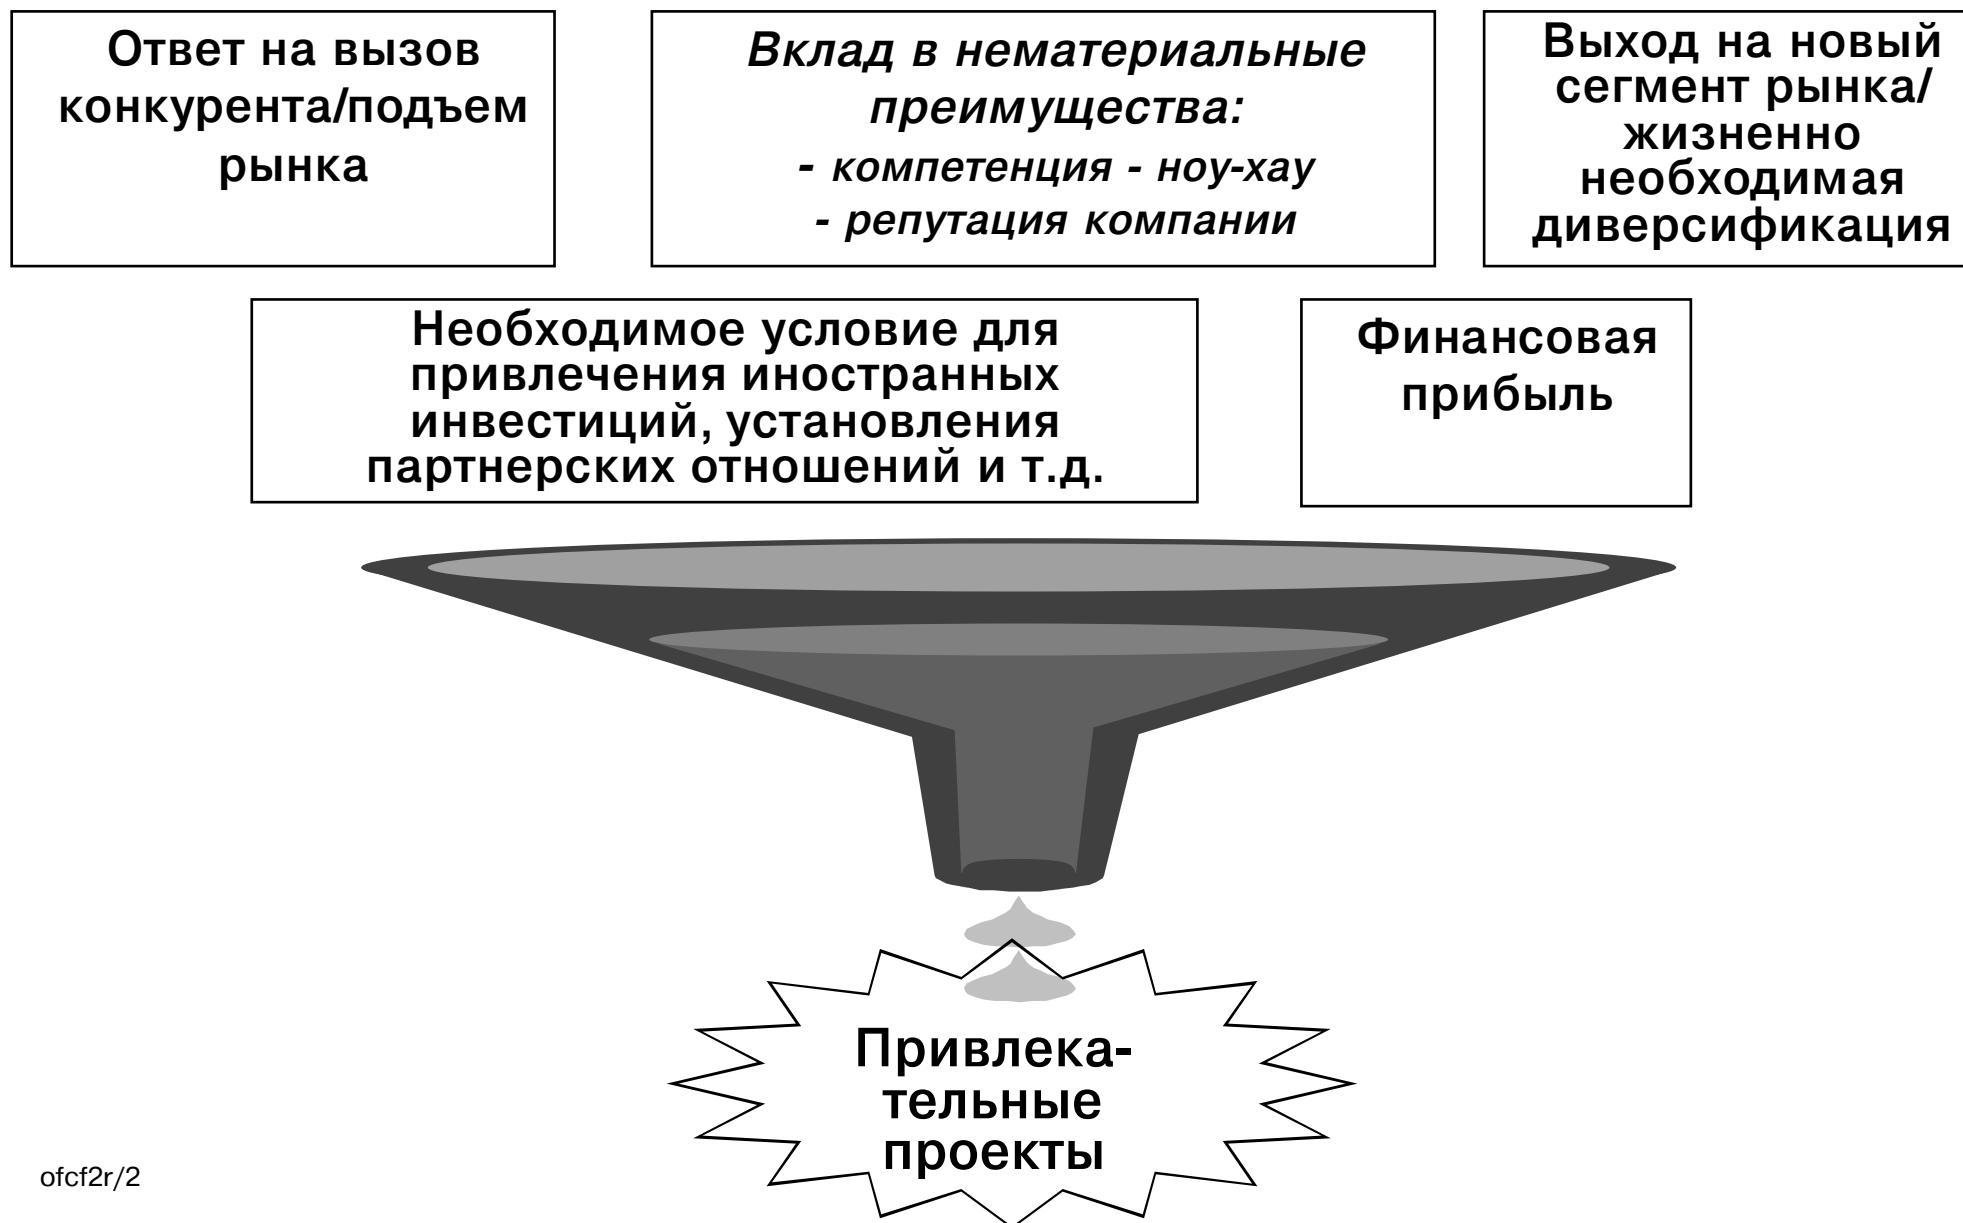 Ответ на вызов
конкурента/подъем
рынка
Вклад в нематериальные
преимущества:
- компетенция - ноу-хау
- репутация компании
Выход на новый
сегмент рынка/
жизненно
необходимая
диверсификация
Необходимое условие для
привлечения иностранных
инвестиций, установления
партнерских отношений и т.д.
Финансовая
прибыль
Привлека-
тельные
проекты
ofcf2r/2